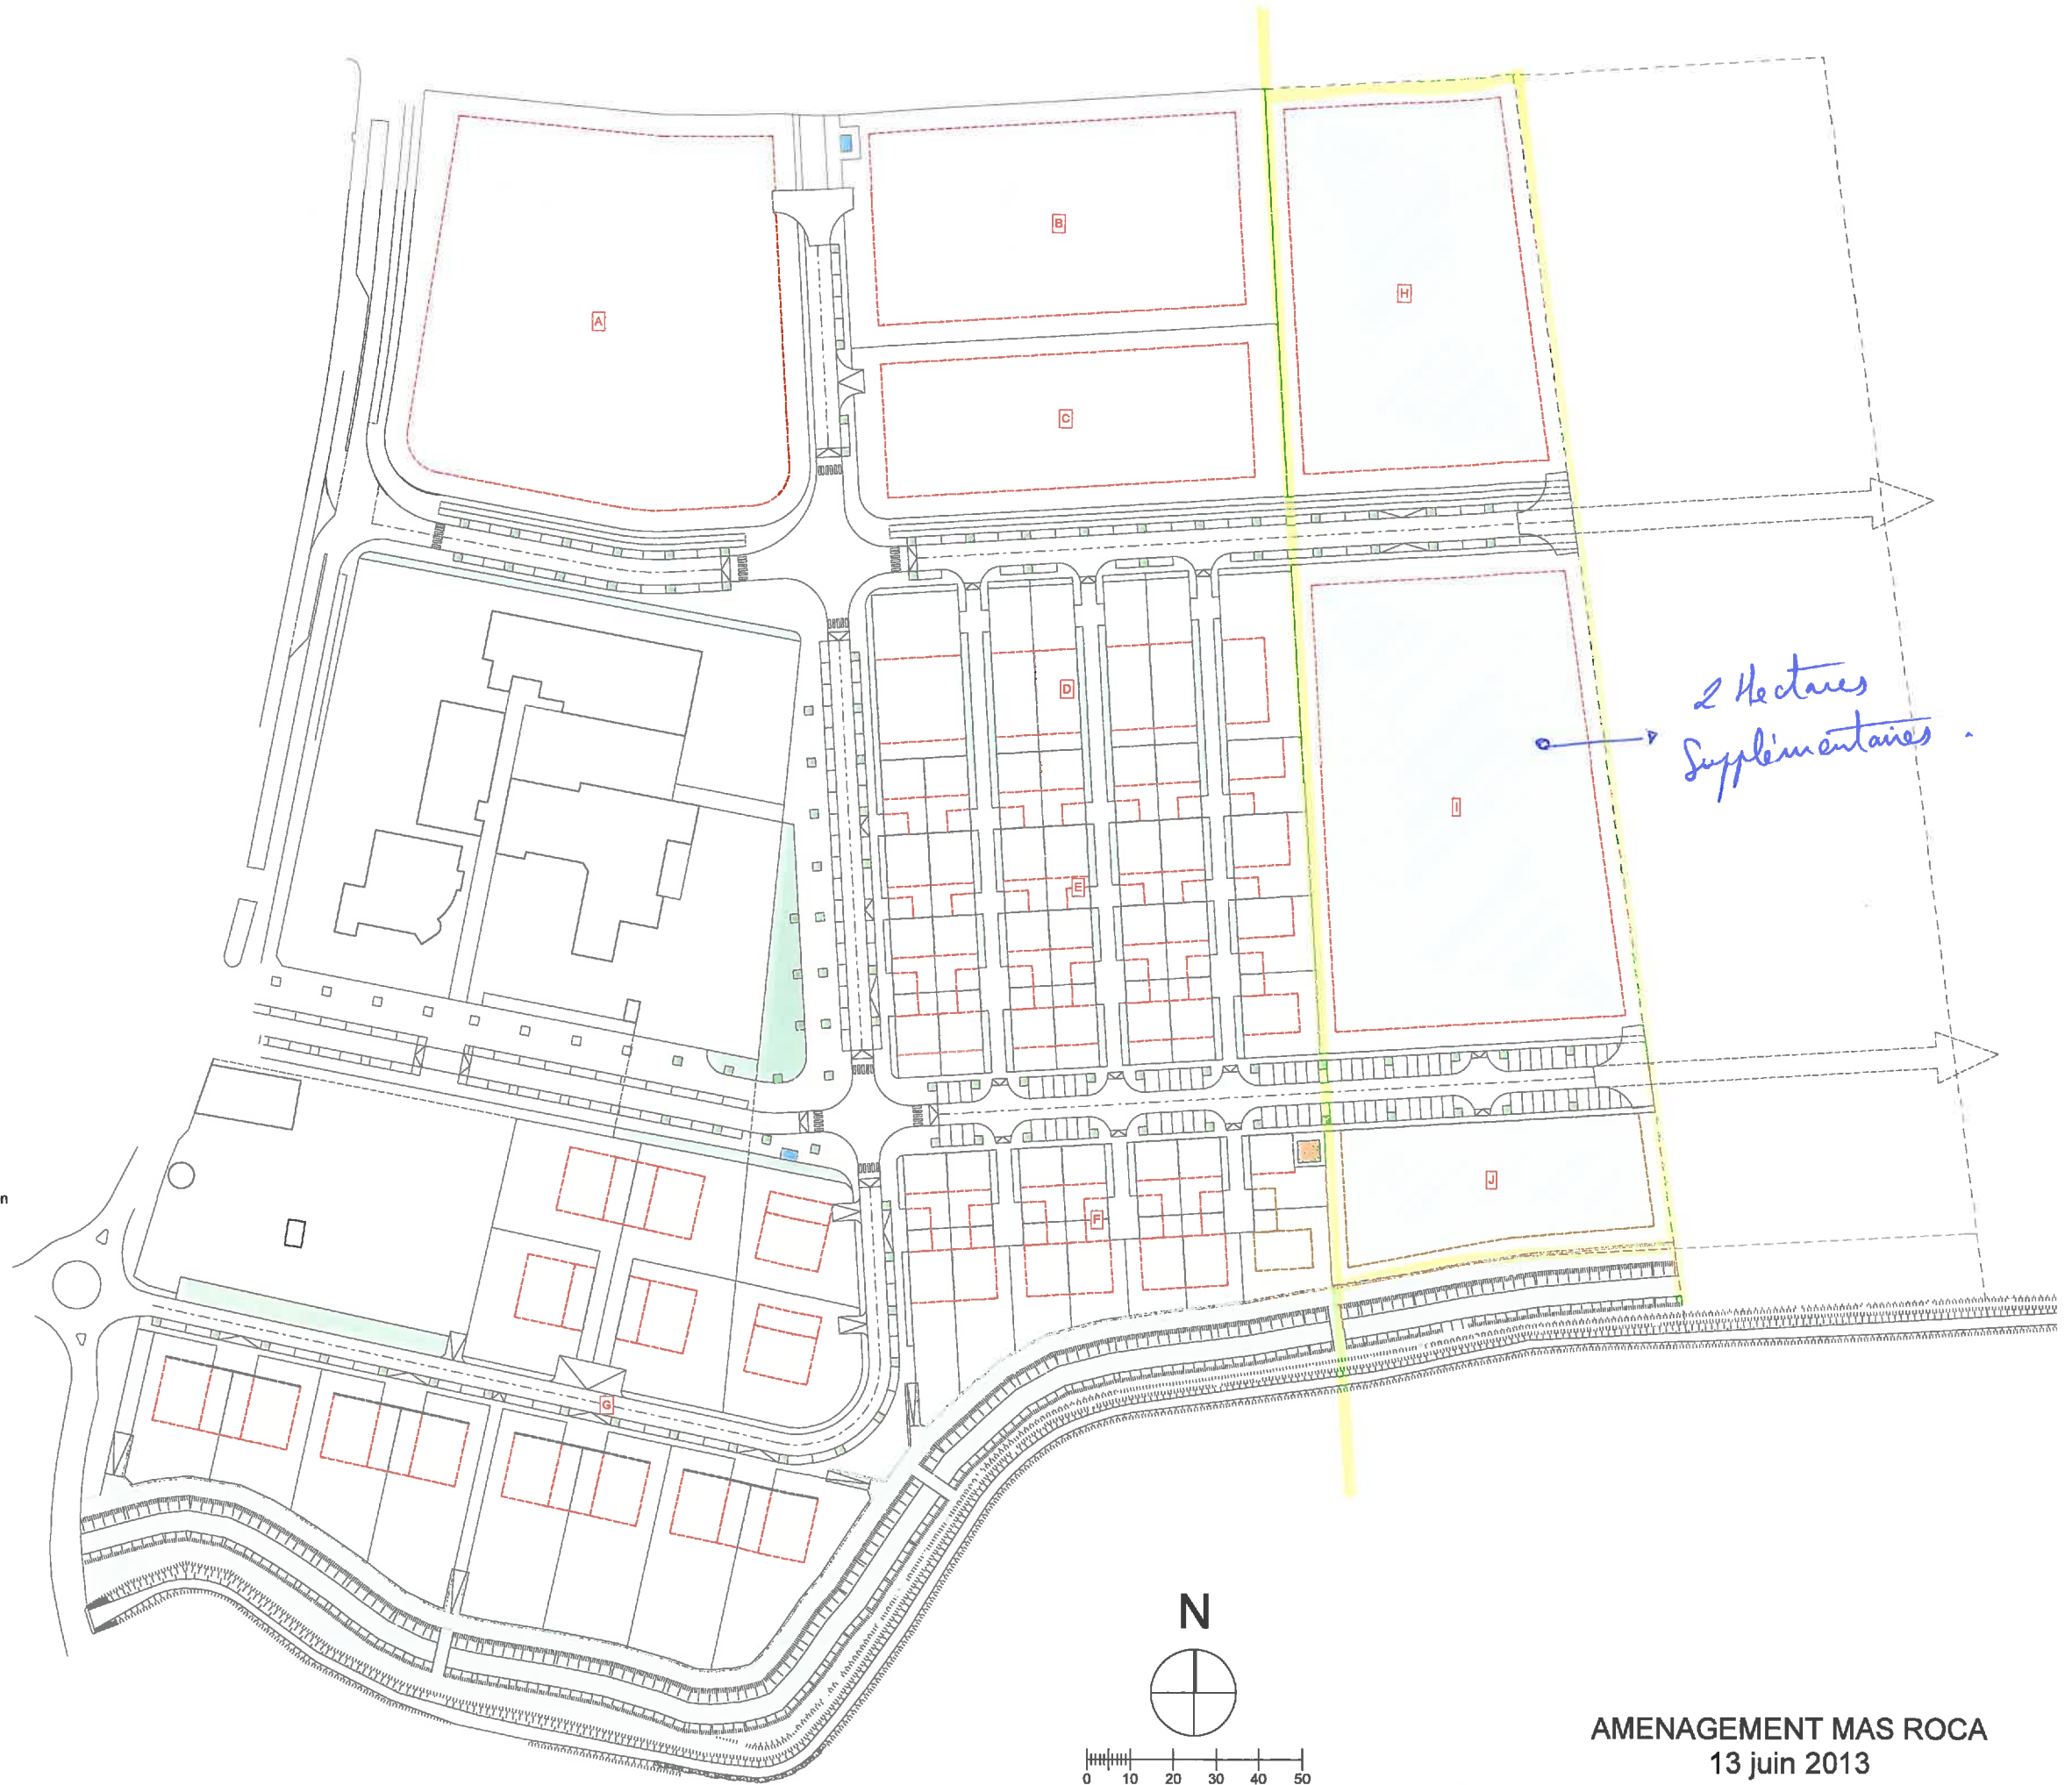 A
B
H
C
D
2 Hectares
Supplémentaires.
I
E
J
n
F
G
N
0 10 20 30 40 50
AMENAGEMENT MAS ROCA
13 juin 2013